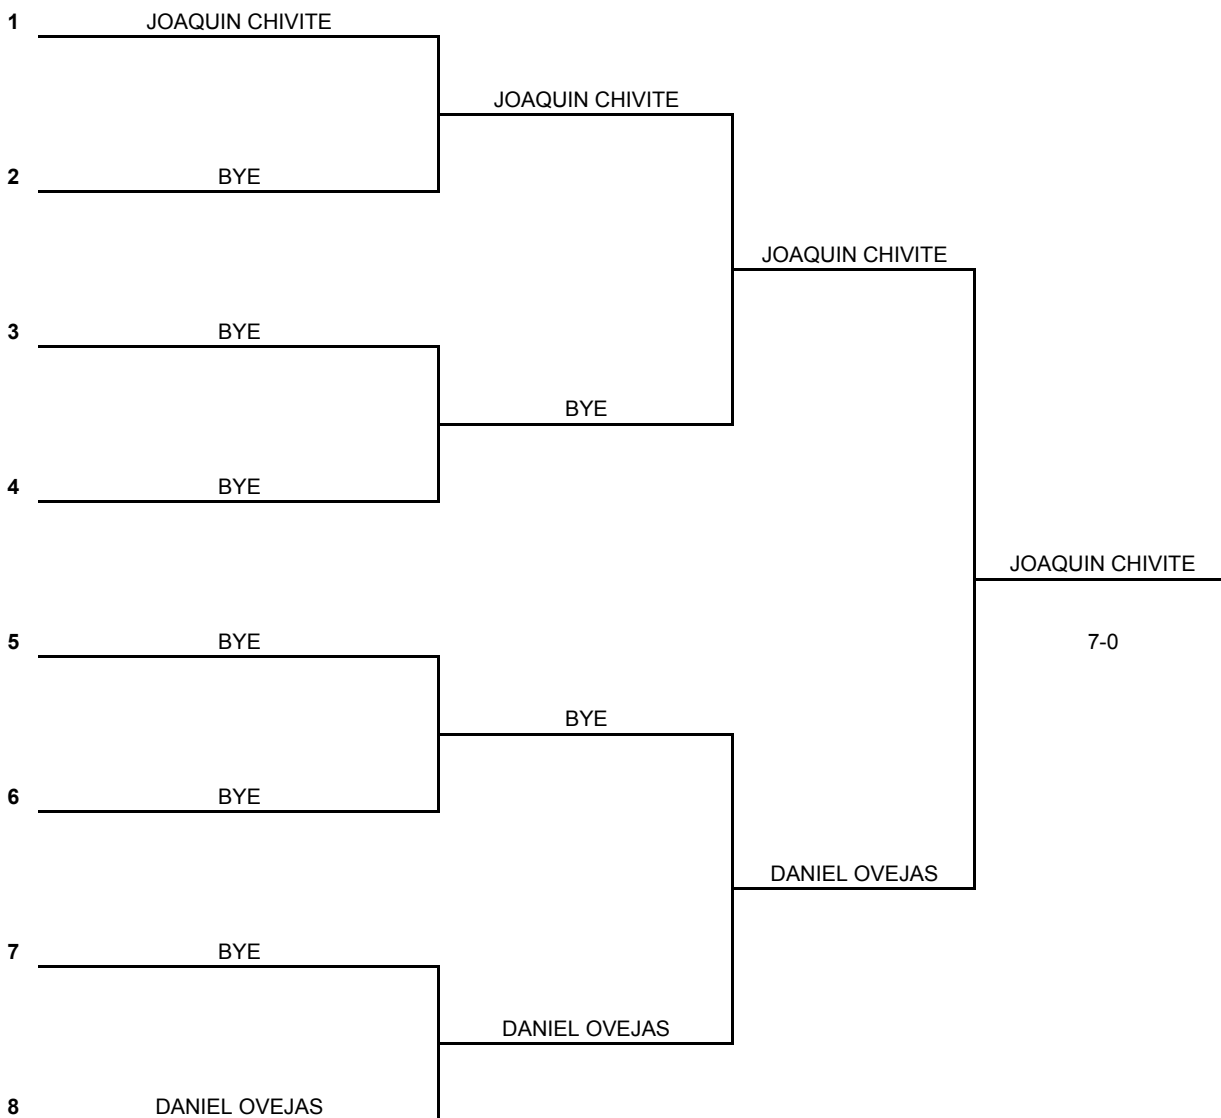 1 JOAQUIN CHIVITE
JOAQUIN CHIVITE
2 BYE
JOAQUIN CHIVITE
3 BYE
BYE
4 BYE
JOAQUIN CHIVITE
5 BYE
7-0
BYE
6 BYE
DANIEL OVEJAS
7 BYE
DANIEL OVEJAS
8 DANIEL OVEJAS